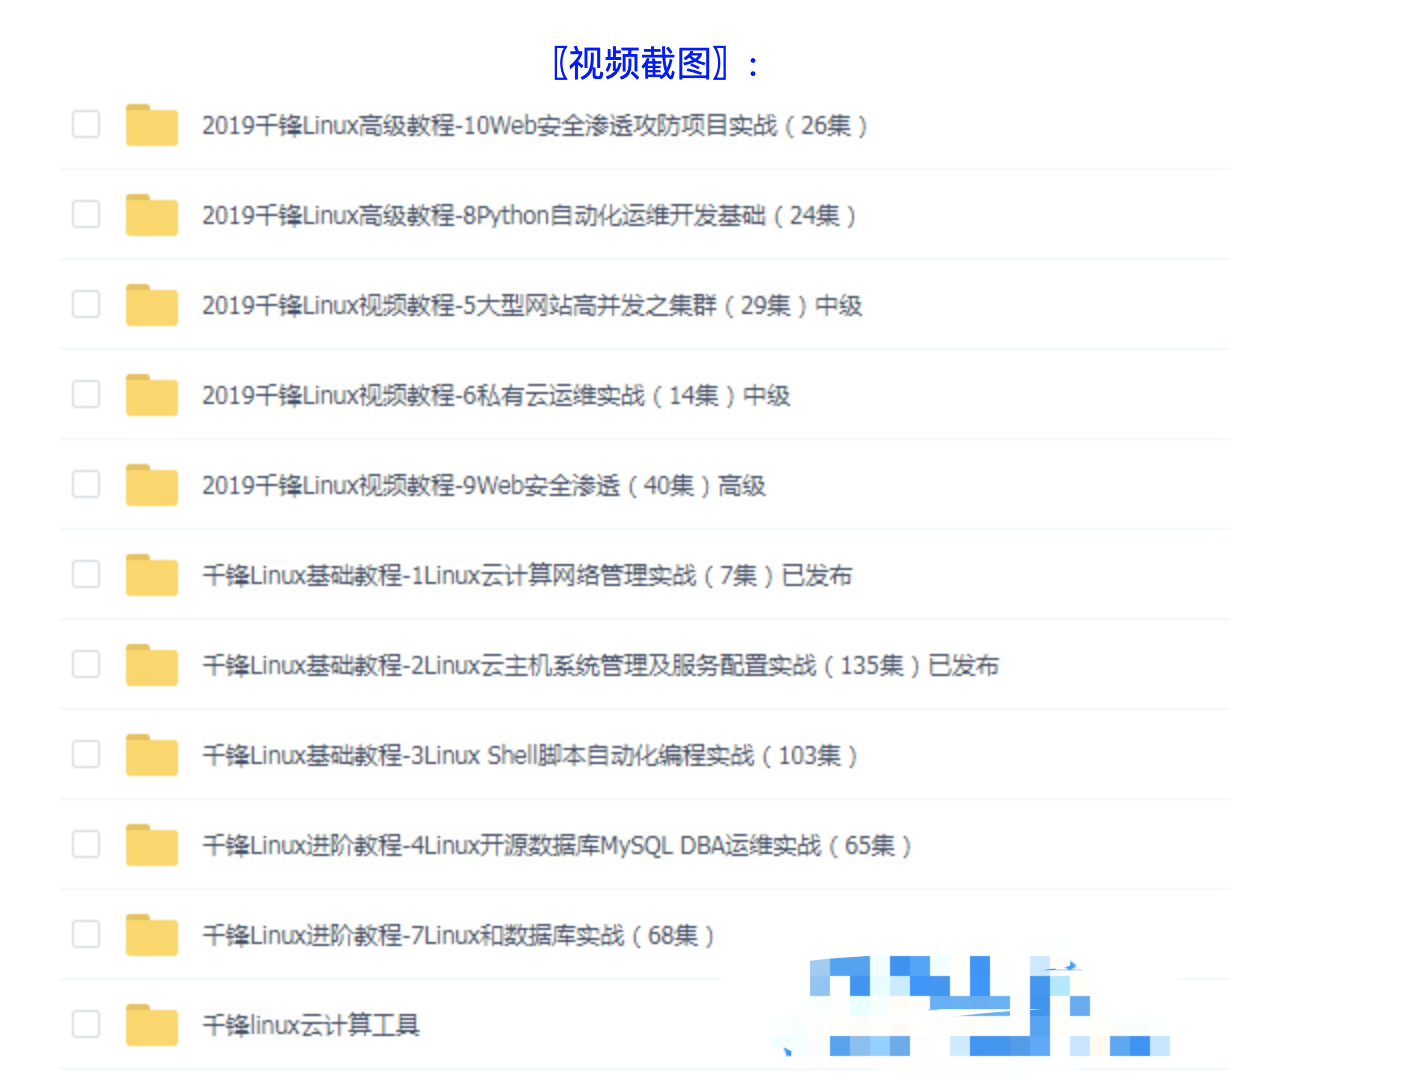 〖视频截图〗：
2019千锋Linux高级教程-10Web安全渗透攻防项目实战（26集）
2019千锋Linux高级教程-8Python自动化运维开发基础（24集）
2019千锋Linux视频教程-5大型网站高并发之集群（29集）中级
2019千锋Linux视频教程-6私有云运维实战（14集）中级
2019千锋Linux视频教程-9Web安全渗透（40集）高级
千锋Linux基础教程-1Linux云计算网络管理实战（7集）已发布
千锋Linux基础教程-2Linux云主机系统管理及服务配置实战（135集）已发布
千锋Linux基础教程-3Linux Shell脚本自动化编程实战（103集）
千锋Linux进阶教程-4Linux开源数据库MySQL DBA运维实战（65集）
千锋Linux进阶教程-7Linux和数据库实战（68集）
千锋linux云计算工具